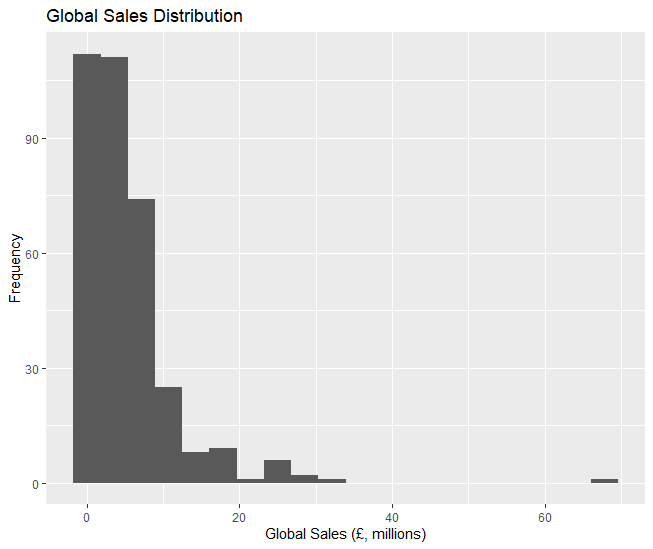 Global Sales Distribution
90
60
30
0
Frequency
0 20 40 60
Global Sales (£, millions)